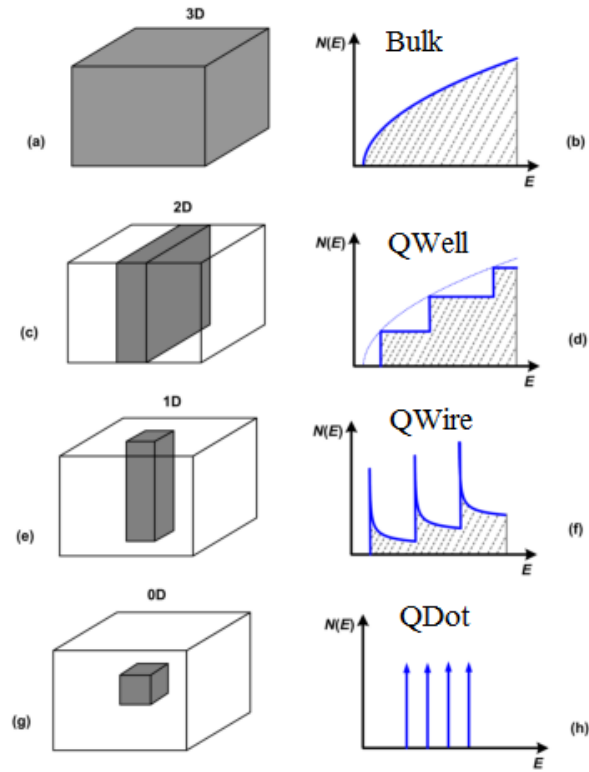 3D
N(E)
Bulk
(a)
(b)
E
2D
N(E)
QWell
(c)
(d)
E
1D
N(E)
QWire
(e)
(f)
E
0D
N(E)
QDot
(g)
(h)
E